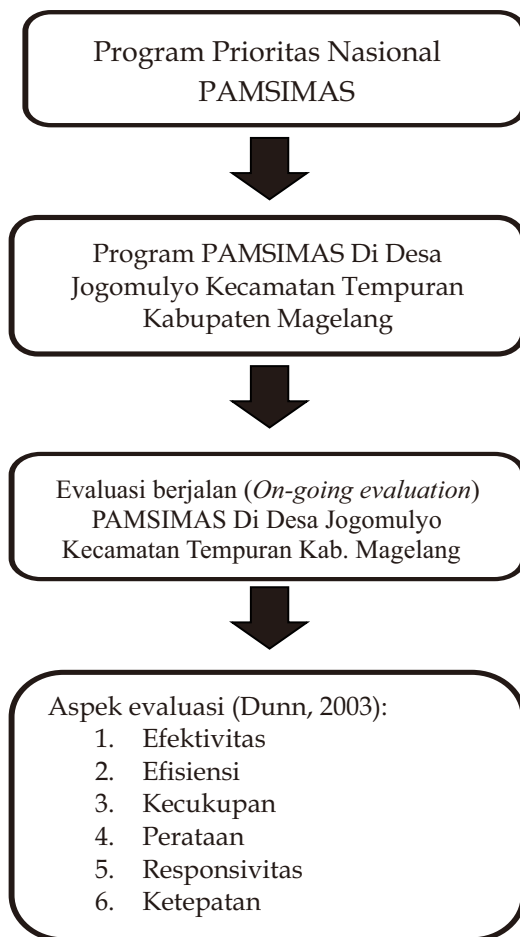 Program Prioritas Nasional
PAMSIMAS
Program PAMSIMAS Di Desa
Jogomulyo Kecamatan Tempuran
Kabupaten Magelang
Evaluasi berjalan (On-going evaluation)
PAMSIMAS Di Desa Jogomulyo
Kecamatan Tempuran Kab. Magelang
Aspek evaluasi (Dunn, 2003):
1. Efektivitas
2. Efisiensi
3. Kecukupan
4. Perataan
5. Responsivitas
6. Ketepatan